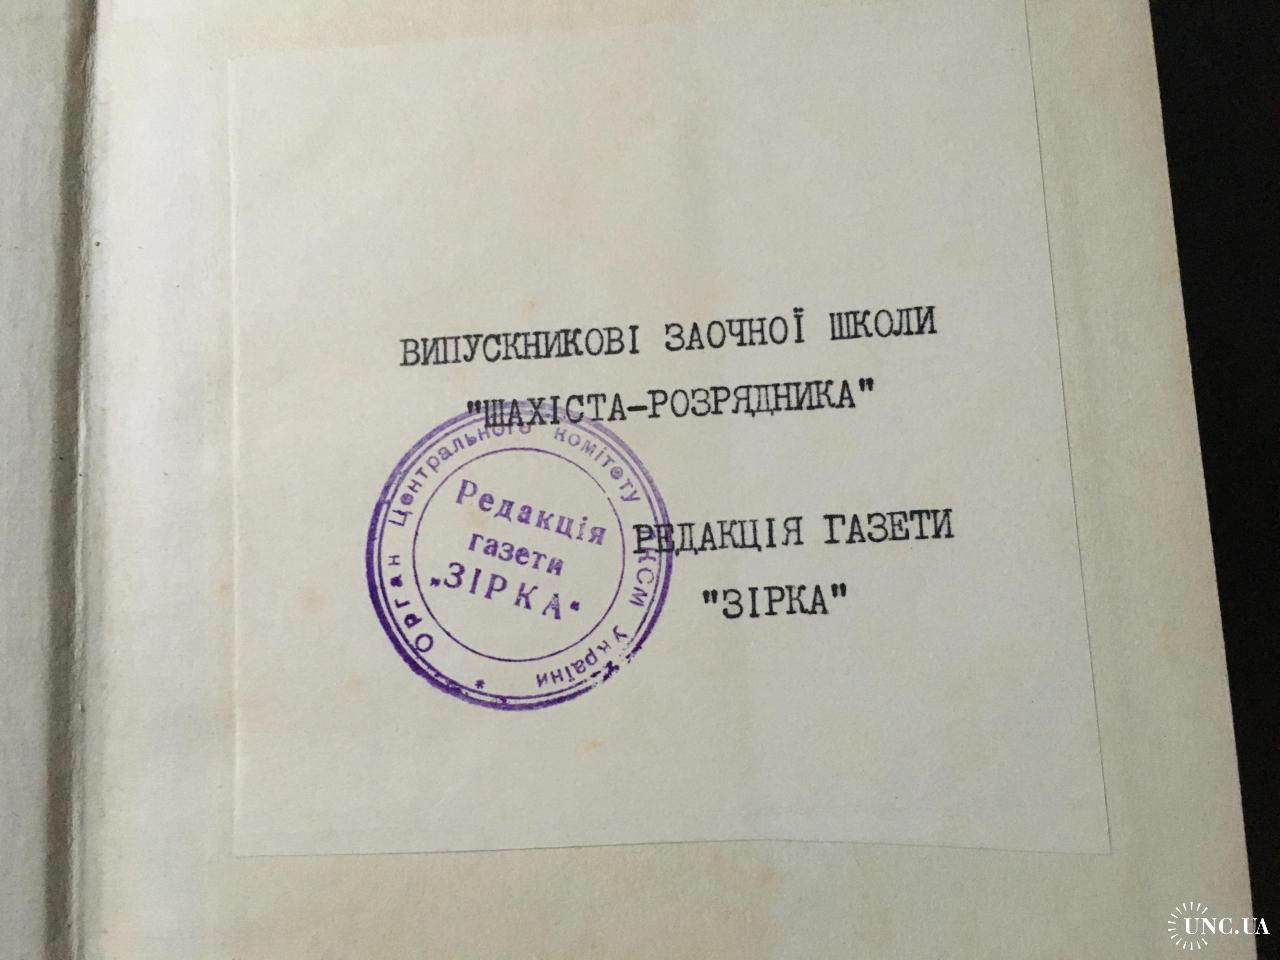 ВИПУСКНИКОВІ ЗАОЧНОЇ ШКОЛИ
"ШАХІСТА-РОЗРЯДНИКА"
РЕДАКЦІЯ ГАЗЕТИ
"ЗІРКА"
Орган Центрального комітету ЛКСМ України
Редакція
газети
„ЗІРКА"
*
UNC.UA